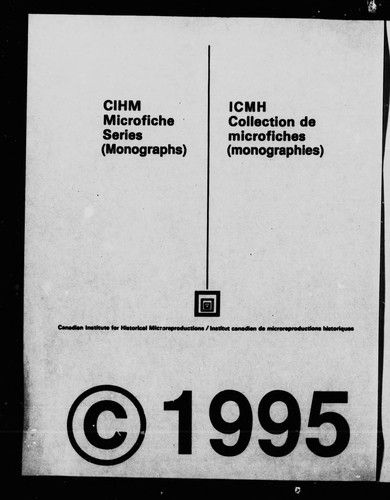 CIHM
Microfiche
Series
(Monographs)
ICMH
Collection de
microfiches
(monographies)
Canadian Institute for Historical Microreproductions / Institut canadien de microreproductions historiques
© 1995